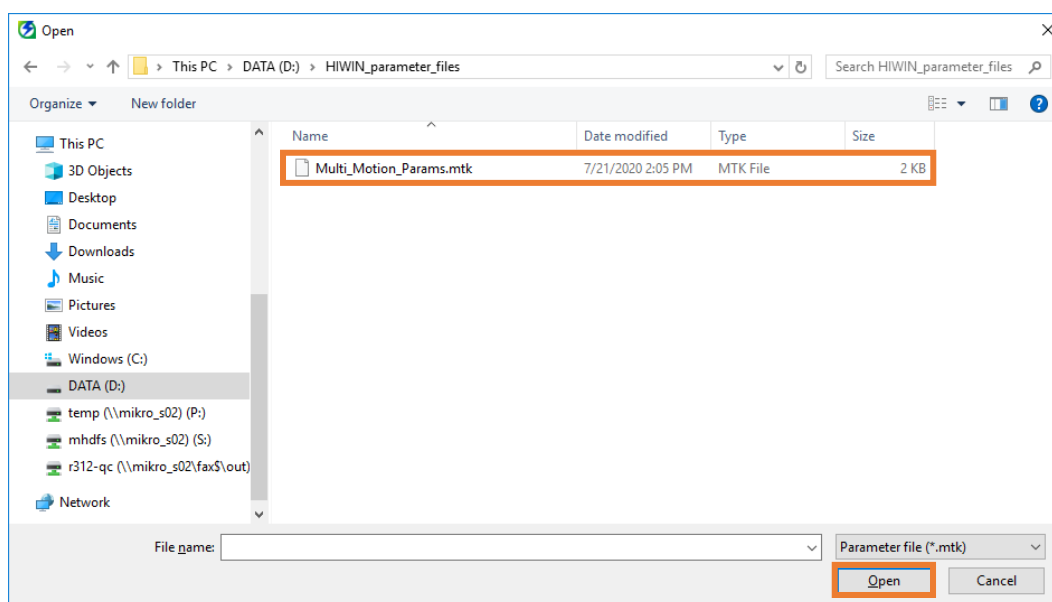 Open
This PC > DATA (D:) > HIWIN_parameter_files
Search HIWIN_parameter_files
Organize
New folder
Name
Date modified
Type
Size
Multi_Motion_Params.mtk
7/21/2020 2:05 PM
MTK File
2 KB
This PC
3D Objects
Desktop
Documents
Downloads
Music
Pictures
Videos
Windows (C:)
DATA (D:)
temp (\\mikro_s02) (P:)
mhdfs (\\mikro_s02) (S:)
r312-qc (\\mikro_s02\fax$\out)
Network
File name:
Parameter file (*.mtk)
Open
Cancel